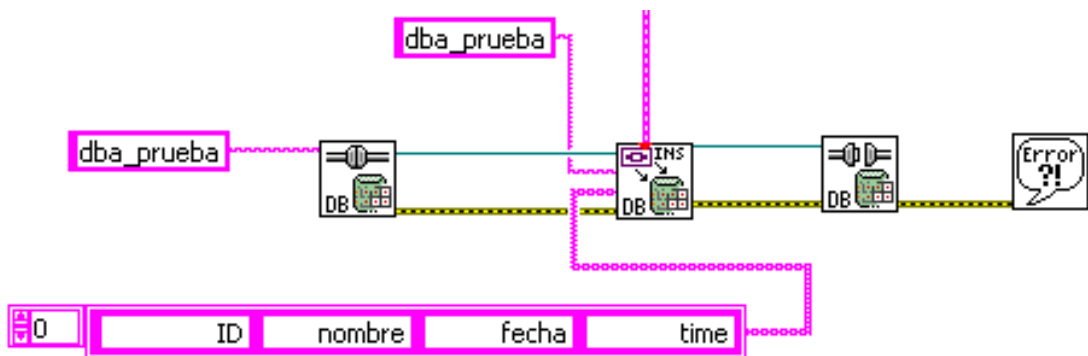 dba_prueba
dba_prueba
DB
INS
DB
DB
Error
?!
0 ID nombre fecha time